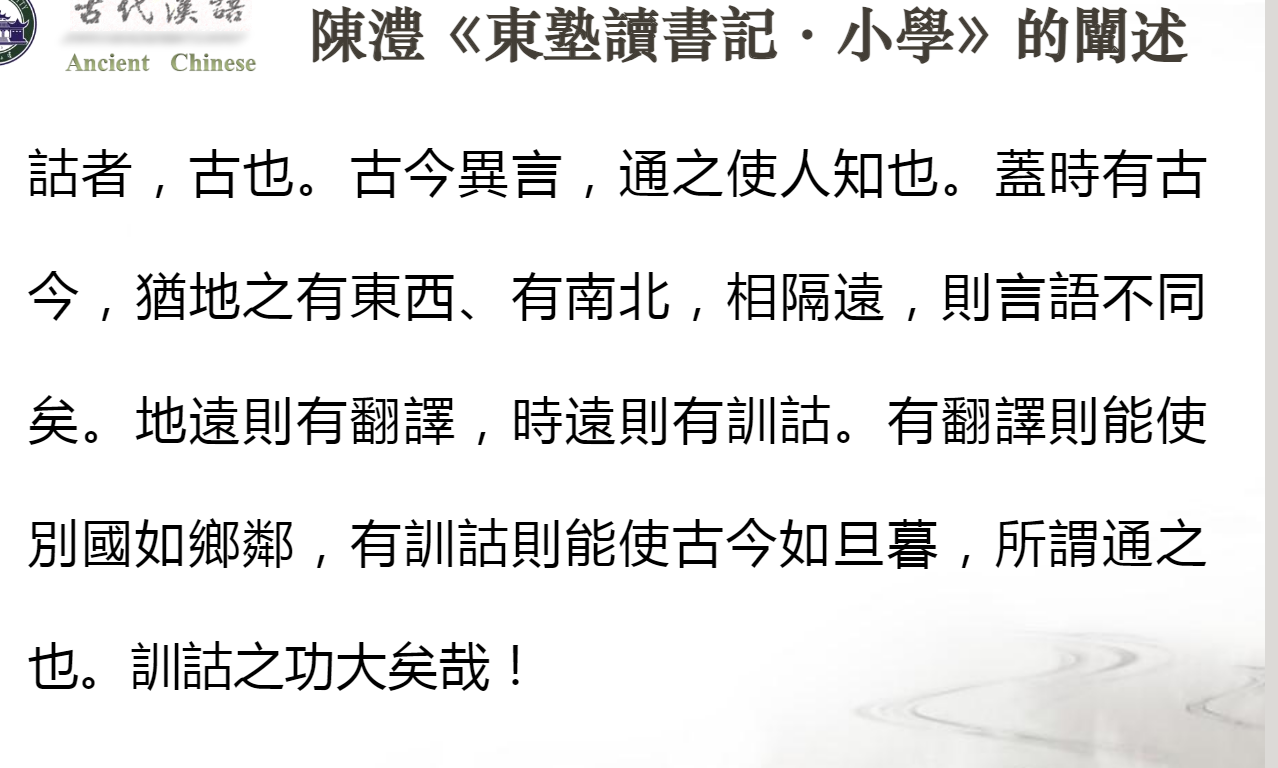 古代漢語
Ancient Chinese
陳澧《東塾讀書記·小學》的闡述
詁者，古也。古今異言，通之使人知也。蓋時有古
今，猶地之有東西、有南北，相隔遠，則言語不同
矣。地遠則有翻譯，時遠則有訓詁。有翻譯則能使
別國如鄉鄰，有訓詁則能使古今如旦暮，所謂通之
也。訓詁之功大矣哉！